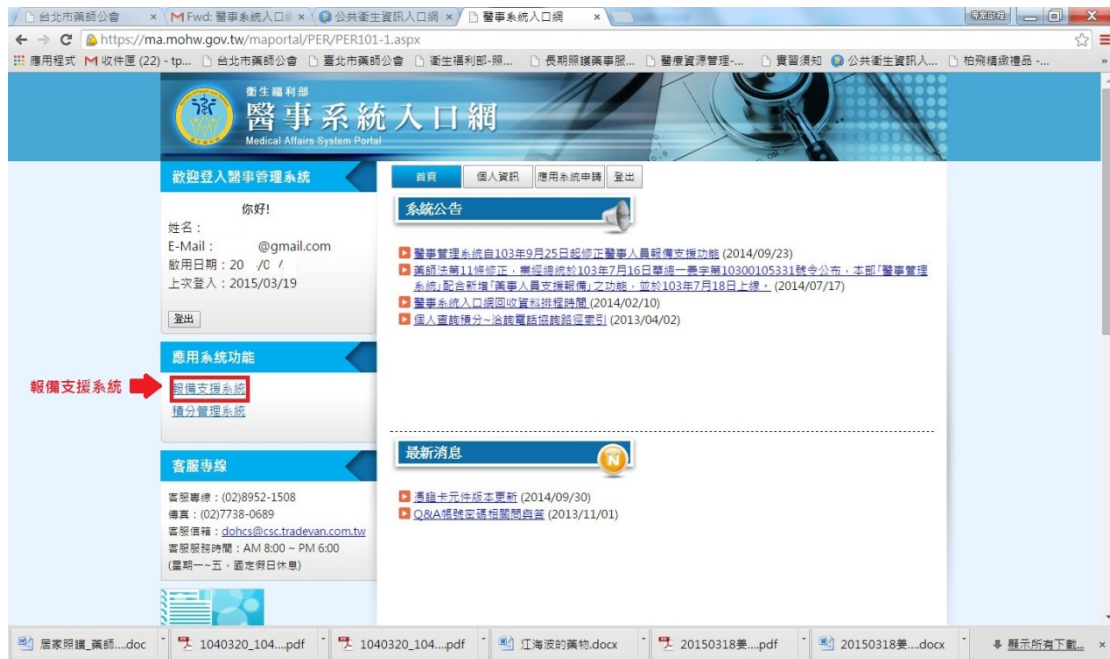 台北市藥師公會
Fwd: 醫事系統人口
公共衛生資訊人口網
醫事系統入口網
https://ma.mohw.gov.tw/maportal/PER/PER101-1.aspx
應用程式
收件匣 (22) - tp...
台北市藥師公會
臺北市藥師公會
衛生福利部-照...
長期照護藥事服...
醫療資源管理-...
實習須知
公共衛生資訊人...
柏飛精緻禮品 -...
衛生福利部
醫事系統入口網
Medical Affairs System Portal
歡迎登入醫事管理系統
你好!
姓名：
E-Mail： @gmail.com
啟用日期：20 /0
上次登入：2015/03/19
登出
首頁
個人資訊
應用系統申請
登出
系統公告
醫事管理系統自103年9月25日起修正醫事人員報備支援功能 (2014/09/23)
藥師法第11條修正，業經總統於103年7月16日華總一義字第10300105331號令公布，本部「醫事管理
系統」配合新增「藥事人員支援報備」之功能，並於103年7月18日上線。 (2014/07/17)
醫事系統入口網回收資料排程時間 (2014/02/10)
個人查詢積分~洽詢電話協詢路徑索引 (2013/04/02)
應用系統功能
報備支援系統
報備支援系統
積分管理系統
最新消息
憑證卡元件版本更新 (2014/09/30)
Q&A帳號密碼相關問與答 (2013/11/01)
客服專線
客服專線：(02)8952-1508
傳真：(02)7738-0689
客服信箱：dohcs@csc.tradevan.com.tw
客服服務時間：AM 8:00 ~ PM 6:00
(星期一~五，國定假日休息)
居家照護_藥師....doc
1040320_104....pdf
1040320_104....pdf
江海波的藥物.docx
20150318姜....pdf
20150318姜....docx
顯示所有下載...